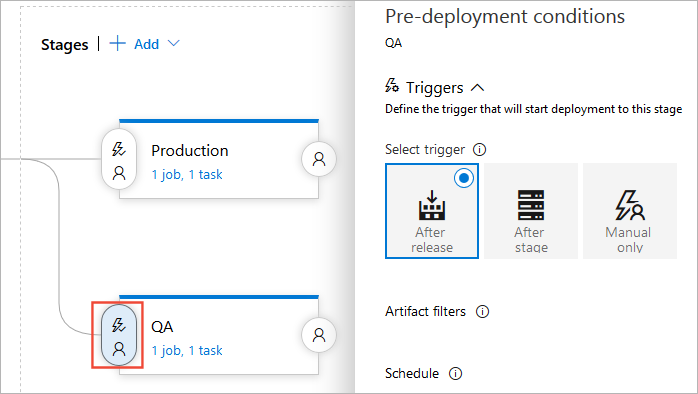 Stages | + Add
Production
1 job, 1 task
QA
1 job, 1 task
Pre-deployment conditions
QA
Triggers
Define the trigger that will start deployment to this stage
Select trigger
After
release
After
stage
Manual
only
Artifact filters
Schedule